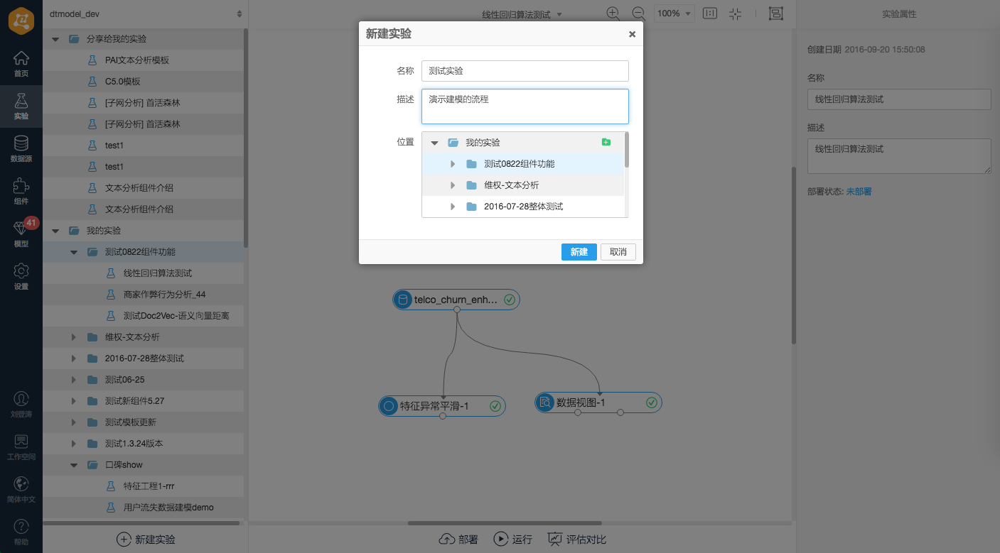 首页
实验
数据源
组件
41
模型
设置
刘登涛
工作空间
简体中文
帮助
dtmodel_dev
分享给我的实验
PAI文本分析模板
C5.0模板
[子网分析] 首活森林
[子网分析] 首活森林
test1
test1
文本分析组件介绍
文本分析组件介绍
我的实验
测试0822组件功能
线性回归算法测试
商家作弊行为分析_44
测试Doc2Vec-语义向量距离
维权-文本分析
2016-07-28整体测试
测试06-25
测试新组件5.27
测试模板更新
测试1.3.24版本
口碑show
特征工程1-rrr
用户流失数据建模demo
新建实验
线性回归算法测试
100%
新建实验
×
名称
测试实验
描述
演示建模的流程
位置
我的实验
测试0822组件功能
维权-文本分析
2016-07-28整体测试
新建
取消
telco_churn_enh...
特征异常平滑-1
数据视图-1
部署
运行
评估对比
实验属性
创建日期 2016-09-20 15:50:08
名称
线性回归算法测试
描述
线性回归算法测试
部署状态: 未部署